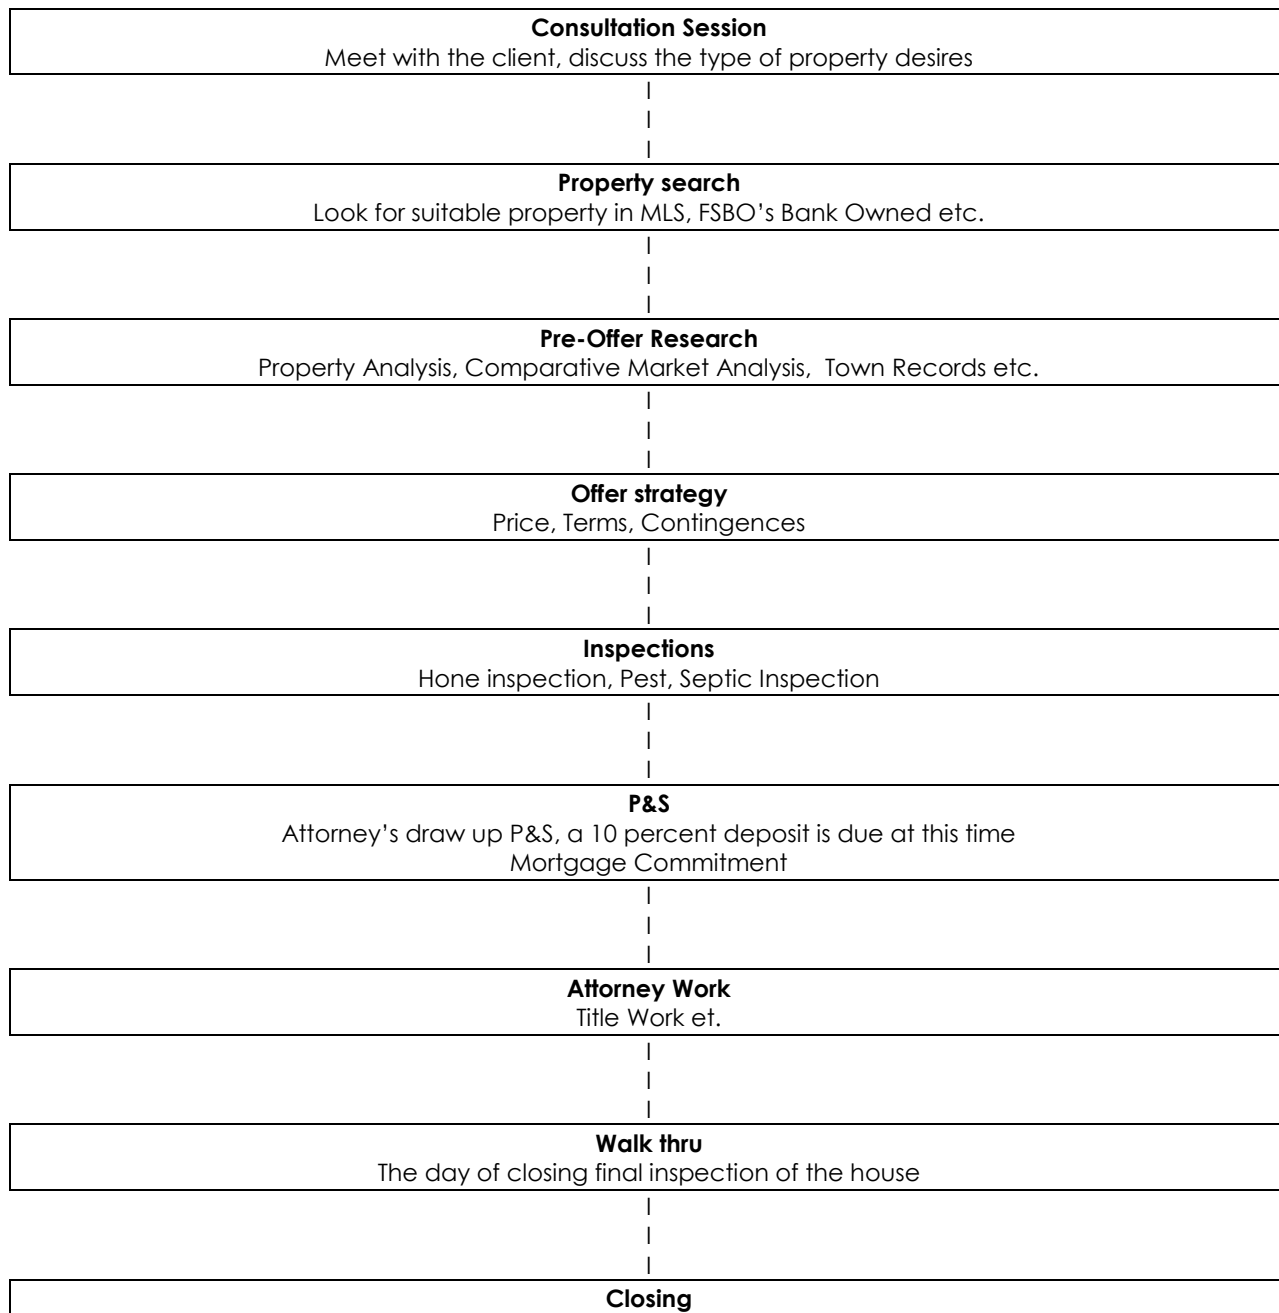 Consultation Session
Meet with the client, discuss the type of property desires
Property search
Look for suitable property in MLS, FSBO’s Bank Owned etc.
Pre-Offer Research
Property Analysis, Comparative Market Analysis,  Town Records etc.
Offer strategy
Price, Terms, Contingences
Inspections
Hone inspection, Pest, Septic Inspection
P&S
Attorney’s draw up P&S, a 10 percent deposit is due at this time
Mortgage Commitment
Attorney Work
Title Work et.
Walk thru
The day of closing final inspection of the house
Closing